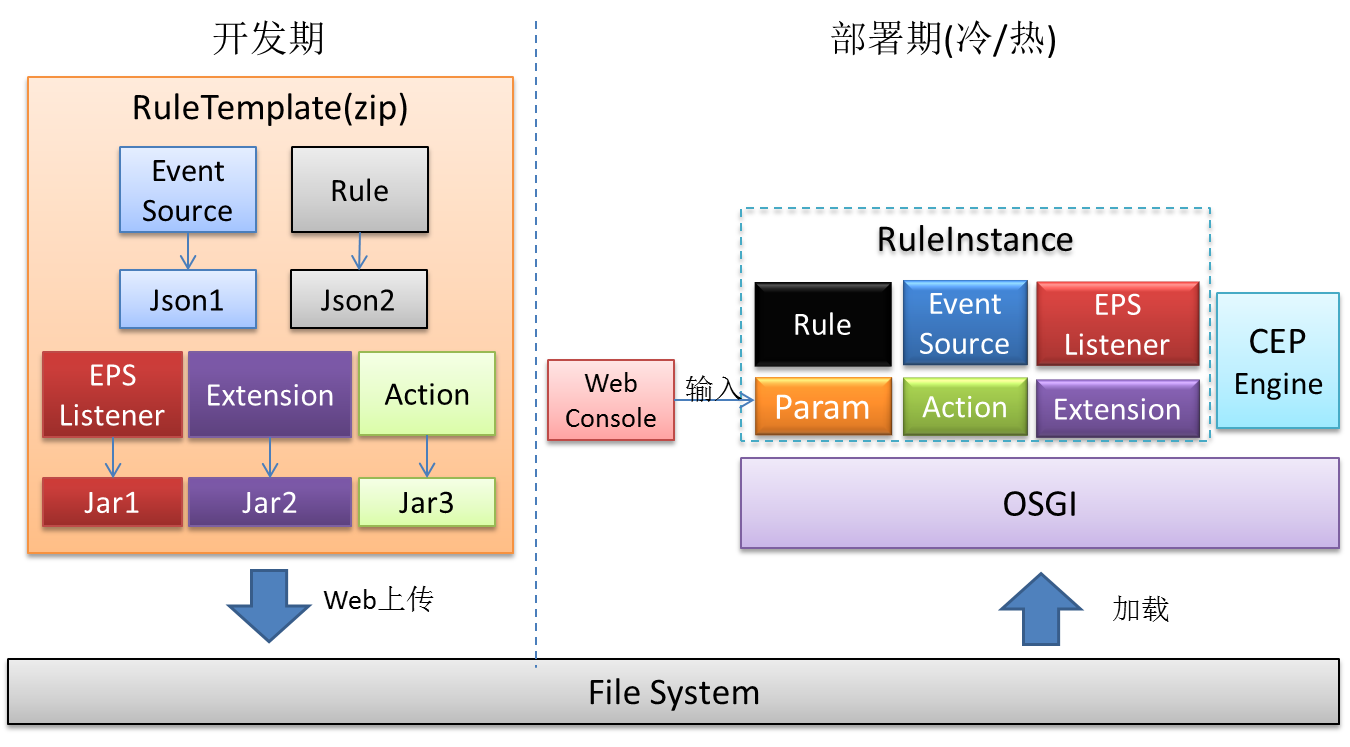 开发期
部署期(冷/热)
RuleTemplate(zip)
Event
Source
Rule
Json1
Json2
EPS
Listener
Extension
Action
Jar1
Jar2
Jar3
Web上传
RuleInstance
Rule
Event
Source
EPS
Listener
CEP
Engine
Web
Console
输入
Param
Action
Extension
OSGI
加载
File System